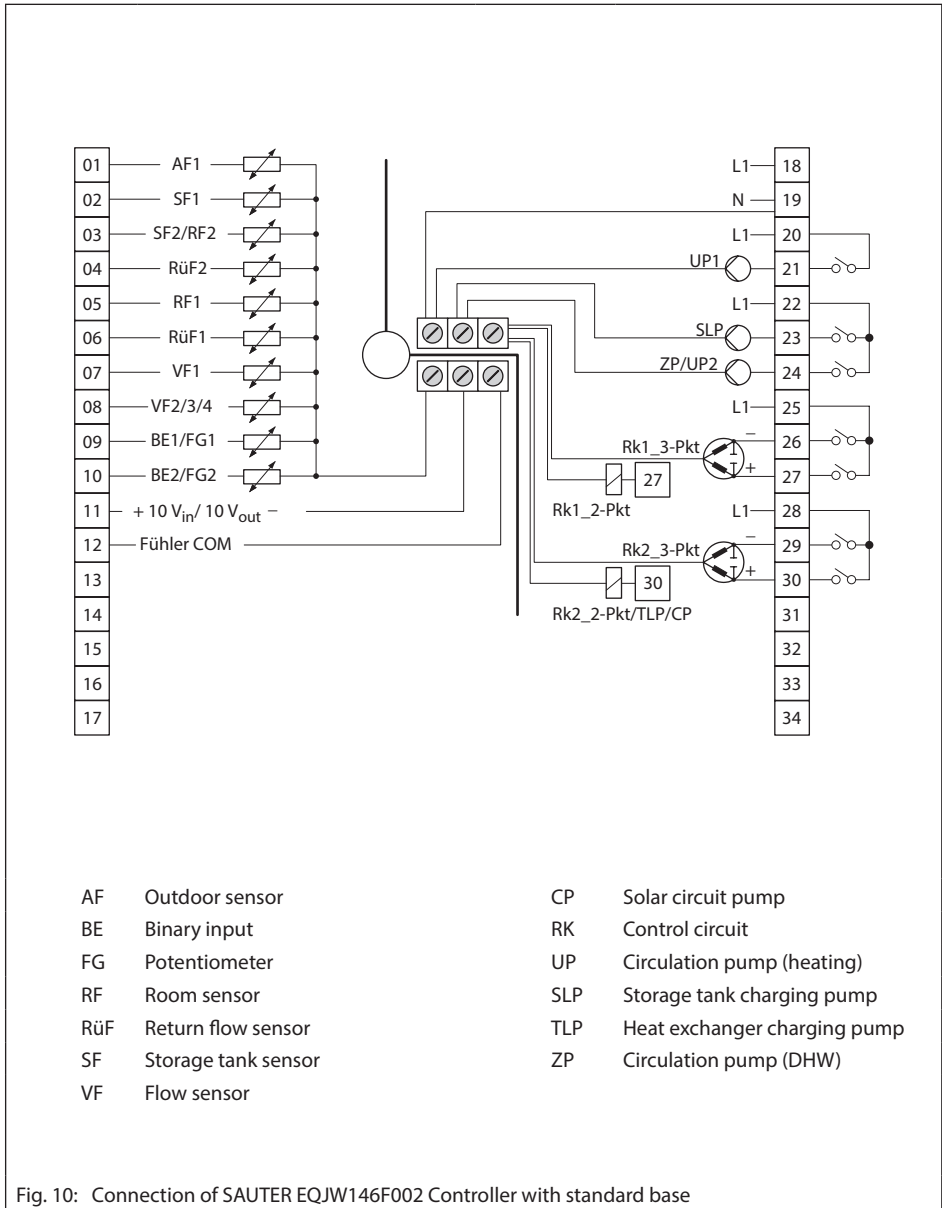 01 AF1
02 SF1
03 SF2/RF2
04 RüF2
05 RF1
06 RüF1
07 VF1
08 VF2/3/4
09 BE1/FG1
10 BE2/FG2
11 + 10 Vin/ 10 Vout –
12 Fühler COM
13
14
15
16
17
L1 18
N 19
L1 20
UP1 21
L1 22
SLP 23
ZP/UP2 24
L1 25
Rk1_3-Pkt – 26
+ 27
27
Rk1_2-Pkt
L1 28
Rk2_3-Pkt – 29
+ 30
30
Rk2_2-Pkt/TLP/CP
31
32
33
34
AF Outdoor sensor
BE Binary input
FG Potentiometer
RF Room sensor
RüF Return flow sensor
SF Storage tank sensor
VF Flow sensor
CP Solar circuit pump
RK Control circuit
UP Circulation pump (heating)
SLP Storage tank charging pump
TLP Heat exchanger charging pump
ZP Circulation pump (DHW)
Fig. 10: Connection of SAUTER EQJW146F002 Controller with standard base